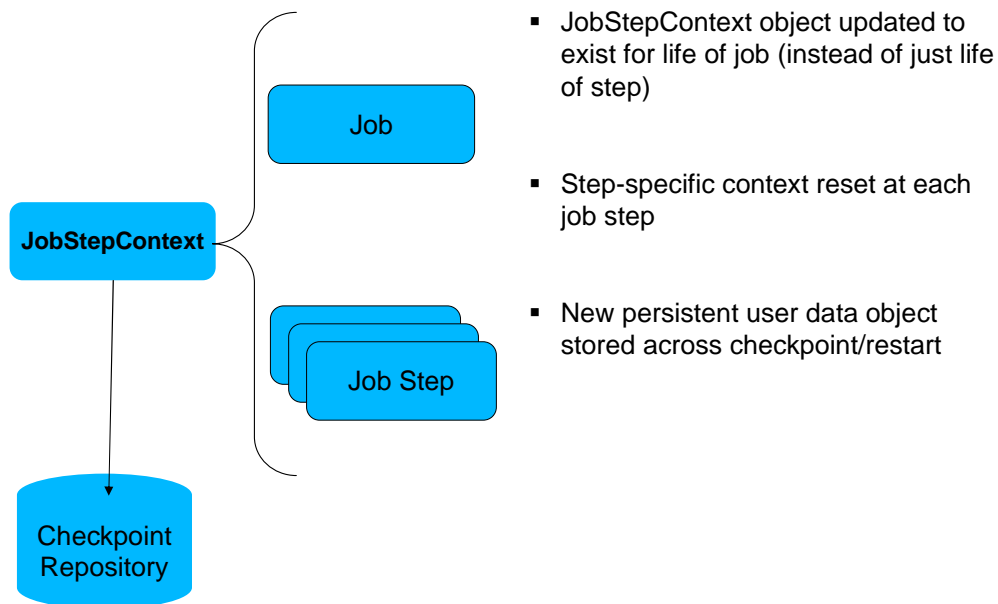 ▪ JobStepContext object updated to
exist for life of job (instead of just life
of step)
Job
▪ Step-specific context reset at each
job step
JobStepContext
▪ New persistent user data object
stored across checkpoint/restart
Job Step
Checkpoint
Repository